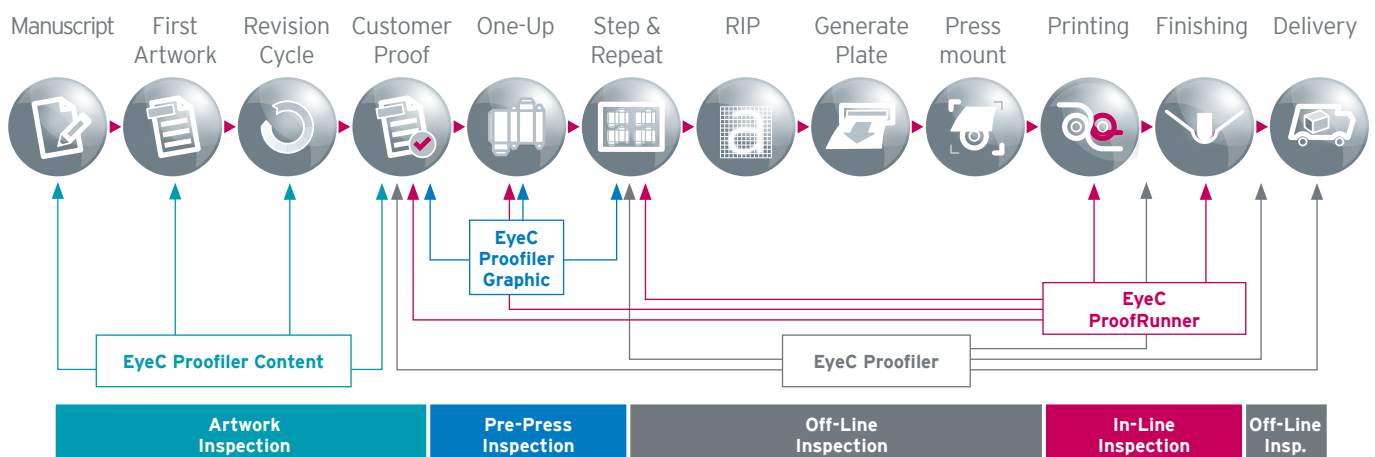 Manuscript
First
Artwork
Revision
Cycle
Customer
Proof
One-Up
Step &
Repeat
RIP
Generate
Plate
Press
mount
Printing
Finishing
Delivery
a
EyeC
Proofiler
Graphic
EyeC
ProofRunner
EyeC Proofiler Content
EyeC Proofiler
Artwork
Inspection
Pre-Press
Inspection
Off-Line
Inspection
In-Line
Inspection
Off-Line
Insp.